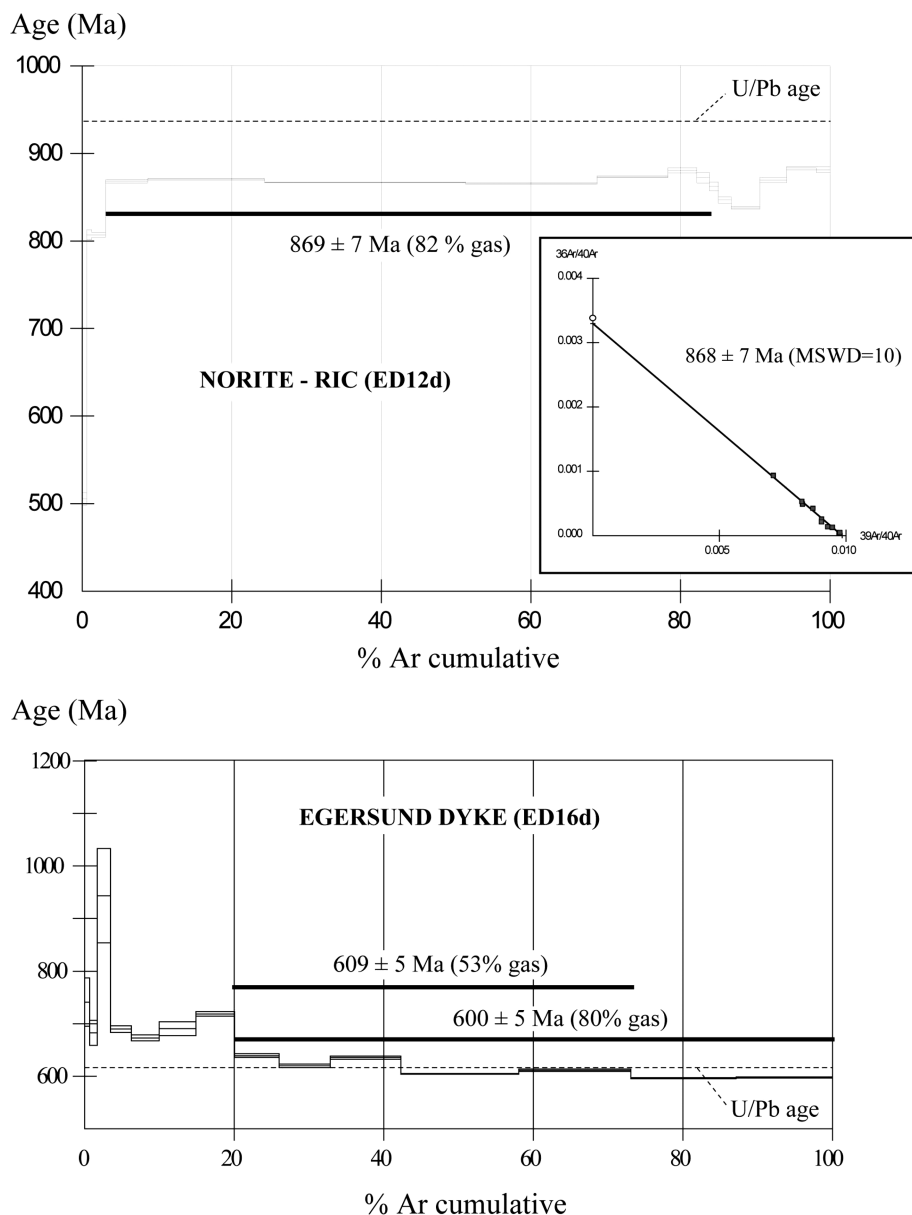 Age (Ma)
1000
U/Pb age
900
800
869 ± 7 Ma (82 % gas)
36Ar/40Ar
0.004
700
0.003
868 ± 7 Ma (MSWD=10)
NORITE - RIC (ED12d)
600
0.002
0.001
500
0.000
39Ar/40Ar
0.005
0.010
400
0
20
40
60
80
100
% Ar cumulative
Age (Ma)
1200
EGERSUND DYKE (ED16d)
1000
800
609 ± 5 Ma (53% gas)
600 ± 5 Ma (80% gas)
600
U/Pb age
0
20
40
60
80
100
% Ar cumulative